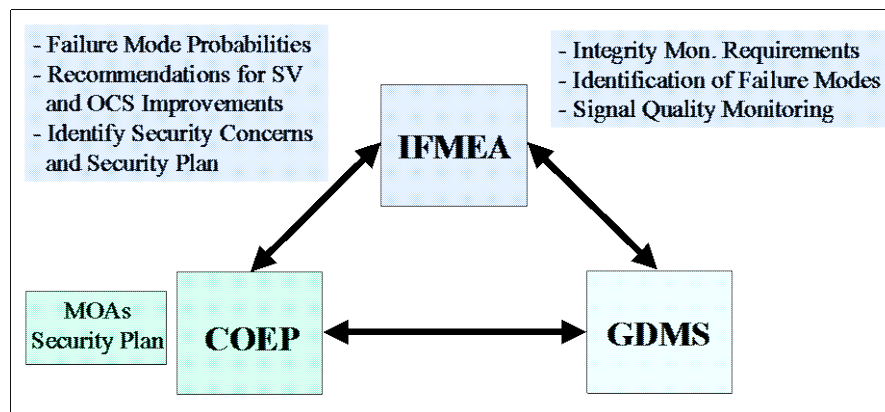 - Failure Mode Probabilities
- Recommendations for SV
and OCS Improvements
- Identify Security Concerns
and Security Plan
- Integrity Mon. Requirements
- Identification of Failure Modes
- Signal Quality Monitoring
IFMEA
MOAs
Security Plan
COEP
GDMS